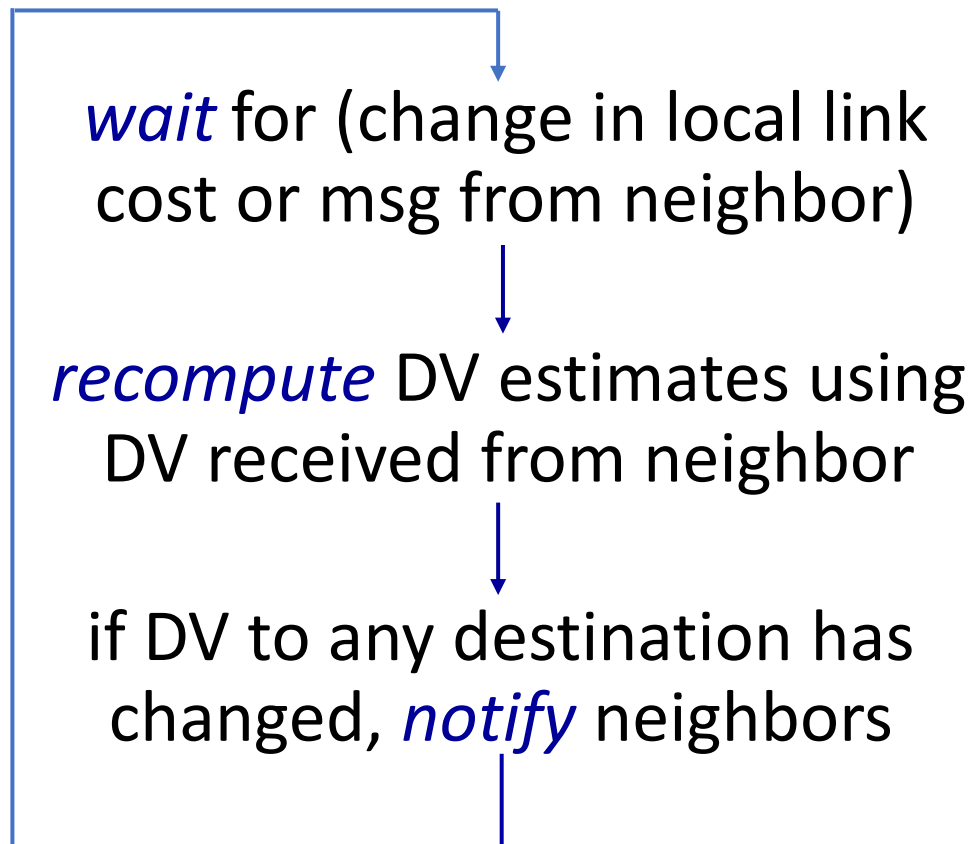 wait for (change in local link
cost or msg from neighbor)
recompute DV estimates using
DV received from neighbor
if DV to any destination has
changed, notify neighbors